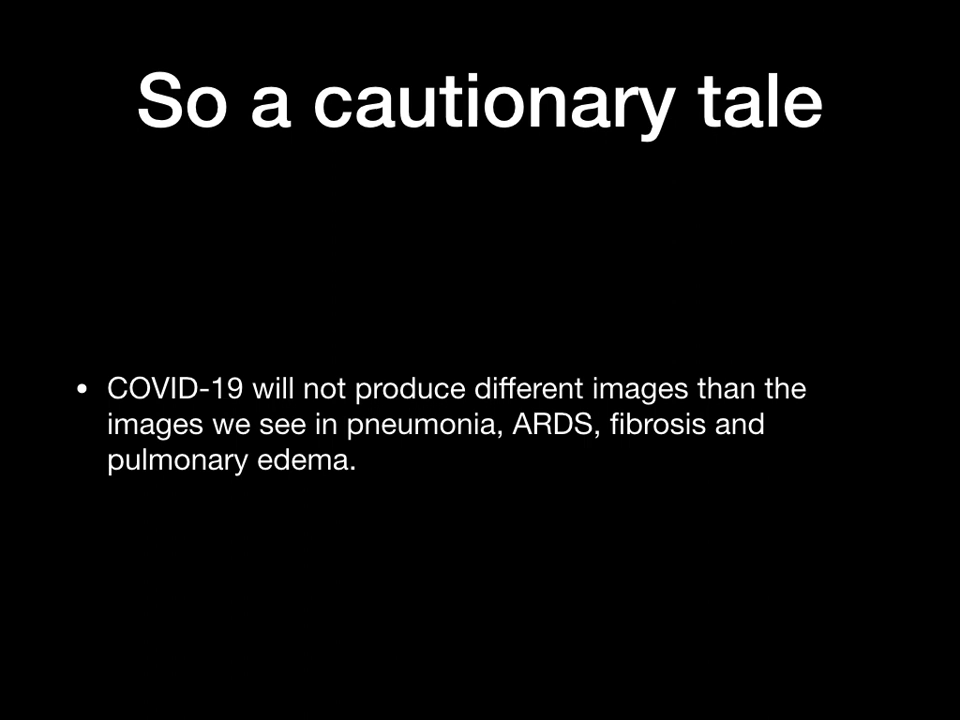 So a cautionary tale
• COVID-19 will not produce different images than the
images we see in pneumonia, ARDS, fibrosis and
pulmonary edema.